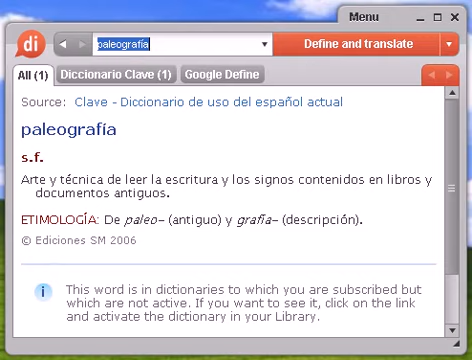 Menu
di
paleografía
Define and translate
All (1)
Diccionario Clave (1)
Google Define
Source: Clave - Diccionario de uso del español actual
paleografía
s.f.
Arte y técnica de leer la escritura y los signos contenidos en libros y
documentos antiguos.
ETIMOLOGÍA: De paleo– (antiguo) y grafía– (descripción).
© Ediciones SM 2006
i
This word is in dictionaries to which you are subscribed but
which are not active. If you want to see it, click on the link
and activate the dictionary in your Library.